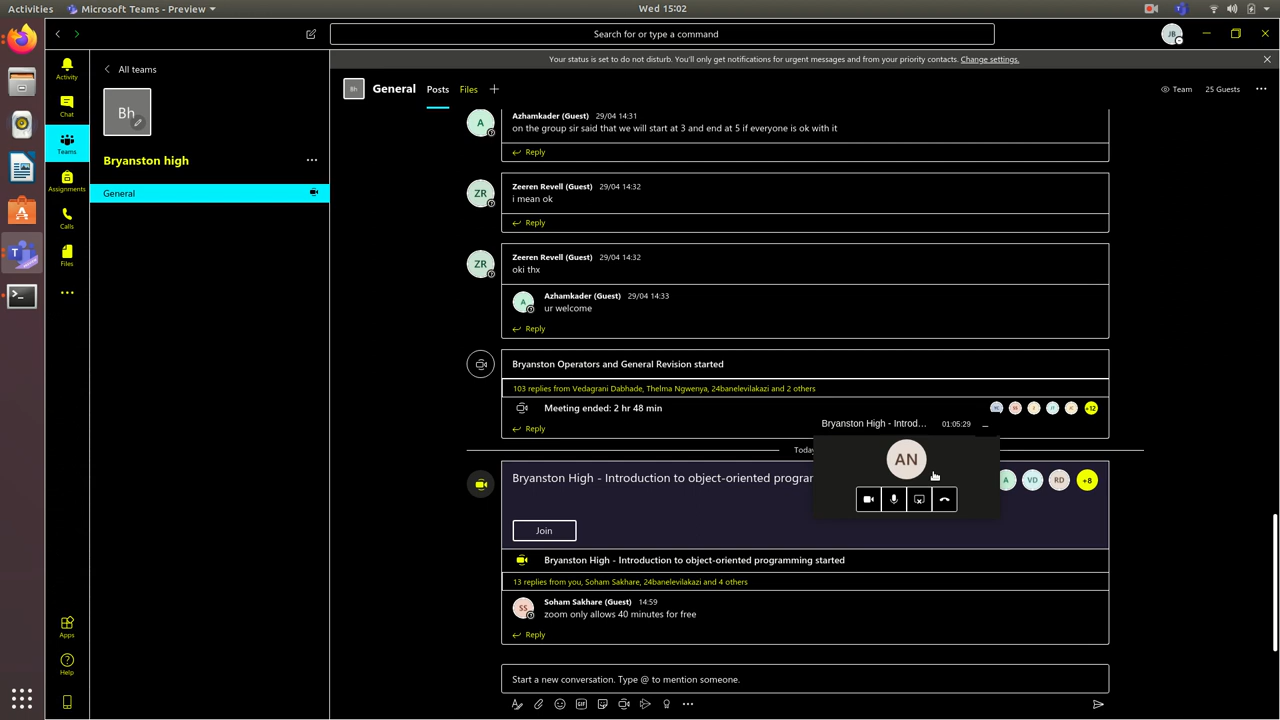 Activities
Microsoft Teams - Preview
Wed 15:02
Search for or type a command
JB
Your status is set to do not disturb. You'll only get notifications for urgent messages and from your priority contacts. Change settings.
Activity
Chat
Teams
Assignments
Calls
Files
Apps
Help
All teams
Bh
Bryanston high
General
Bh
General
Posts
Files
Team
25 Guests
A
Azhamkader (Guest) 29/04 14:31
on the group sir said that we will start at 3 and end at 5 if everyone is ok with it
Reply
ZR
Zeeren Revell (Guest) 29/04 14:32
i mean ok
Reply
ZR
Zeeren Revell (Guest) 29/04 14:32
oki thx
A
Azhamkader (Guest) 29/04 14:33
ur welcome
Reply
Bryanston Operators and General Revision started
103 replies from Vedagrani Dabhade, Thelma Ngwenya, 24banelevilakazi and 2 others
Meeting ended: 2 hr 48 min
SS
+12
Reply
Bryanston High - Introd... 01:05:29
AN
Today
Bryanston High - Introduction to object-oriented program
A VD RD +8
Join
Bryanston High - Introduction to object-oriented programming started
13 replies from you, Soham Sakhare, 24banelevilakazi and 4 others
SS
Soham Sakhare (Guest) 14:59
zoom only allows 40 minutes for free
Reply
Start a new conversation. Type @ to mention someone.
GIF